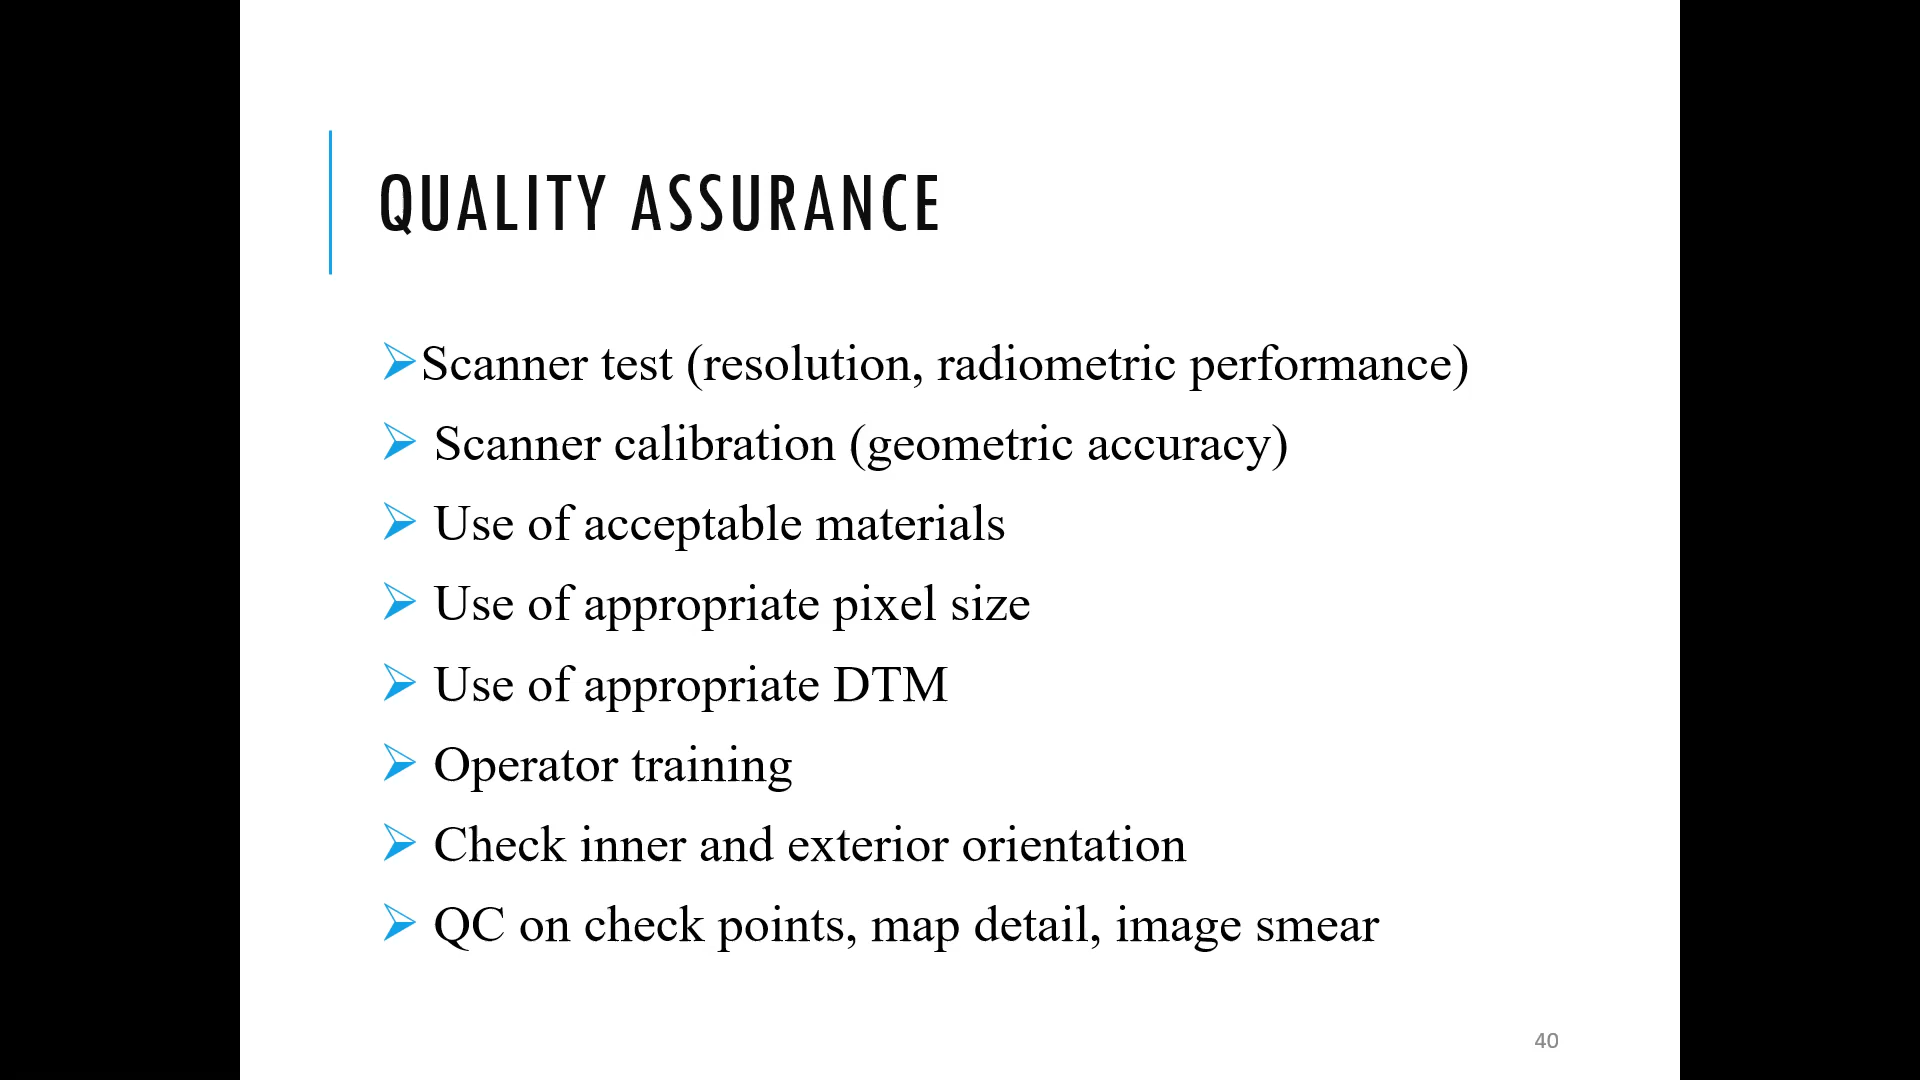 QUALITY ASSURANCE
➢Scanner test (resolution, radiometric performance)
➢ Scanner calibration (geometric accuracy)
➢ Use of acceptable materials
➢ Use of appropriate pixel size
➢ Use of appropriate DTM
➢ Operator training
➢ Check inner and exterior orientation
➢ QC on check points, map detail, image smear
40